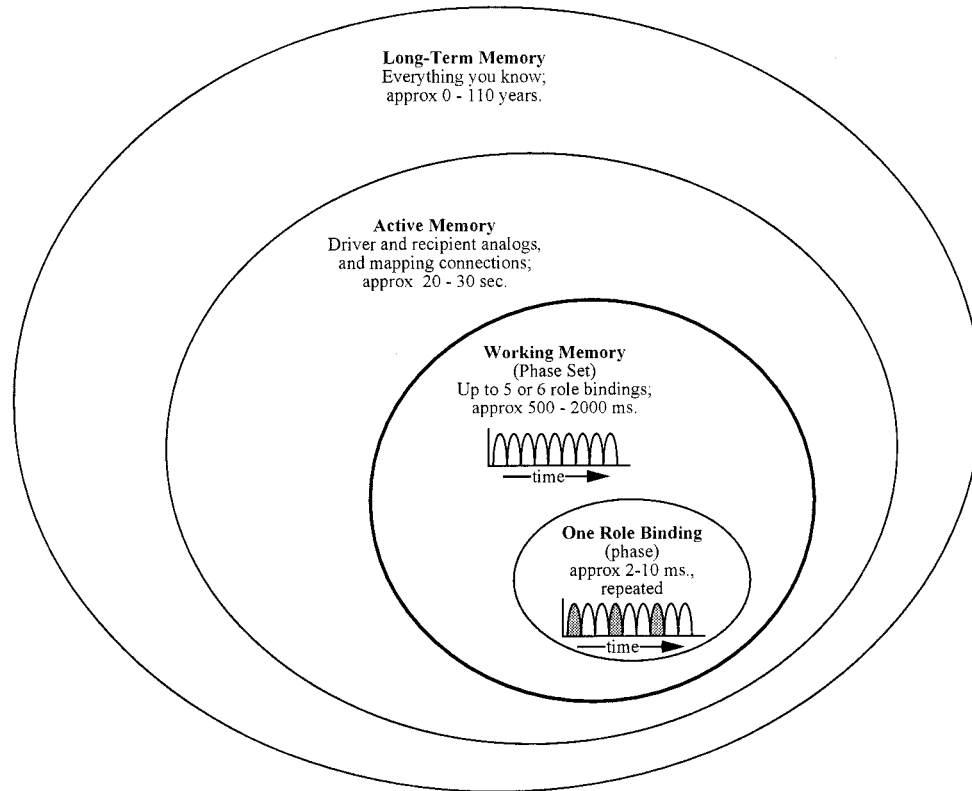 Long-Term Memory
Everything you know;
approx 0 - 110 years.
Active Memory
Driver and recipient analogs,
and mapping connections;
approx 20 - 30 sec.
Working Memory
(Phase Set)
Up to 5 or 6 role bindings;
approx 500 - 2000 ms.
time
One Role Binding
(phase)
approx 2-10 ms.,
repeated
time